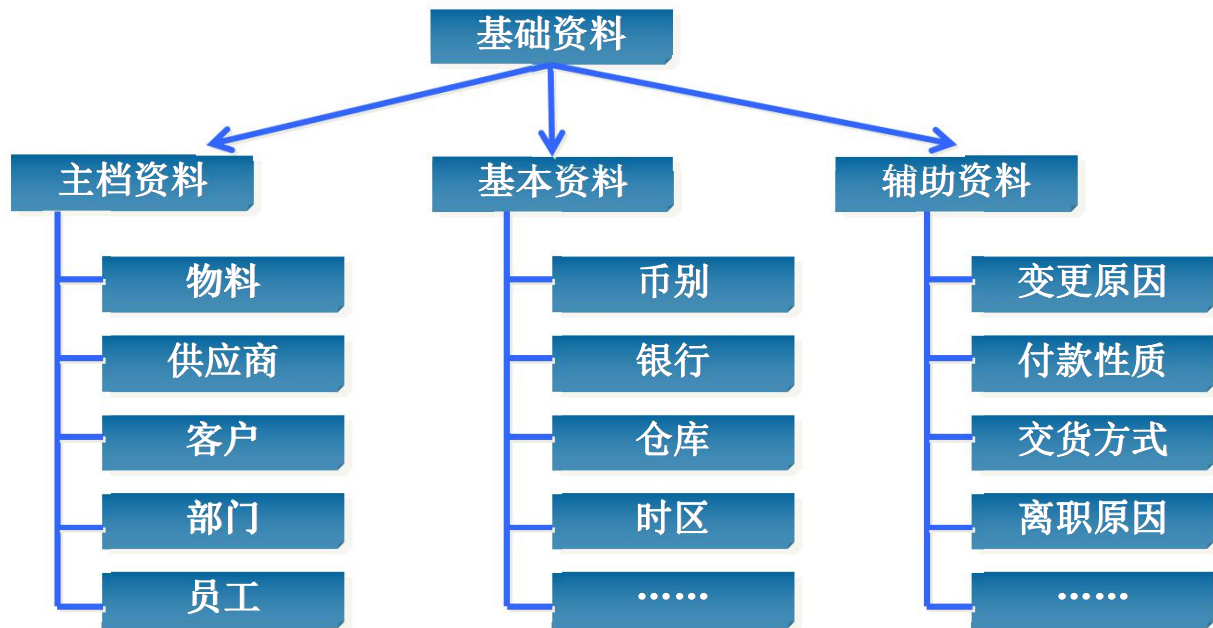 基础资料
主档资料
基本资料
辅助资料
物料
币别
变更原因
供应商
银行
付款性质
客户
仓库
交货方式
部门
时区
离职原因
员工
……
……